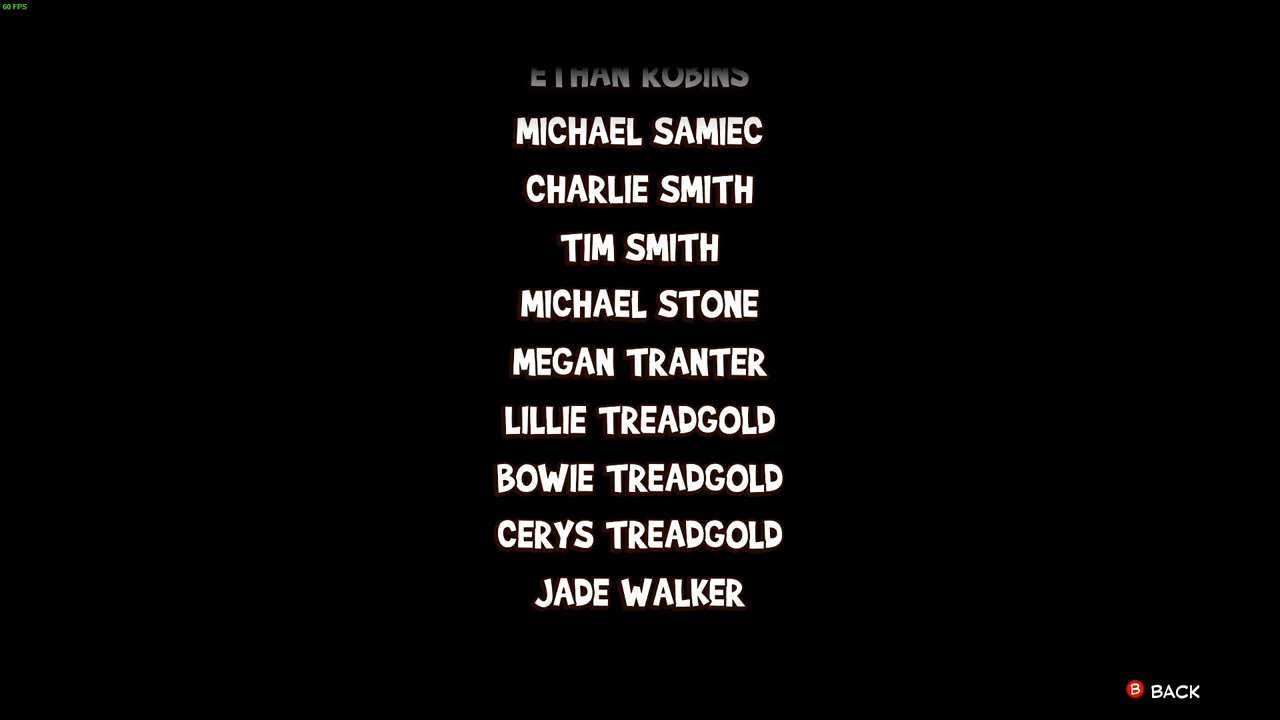 60 FPS
ETHAN ROBINS
MICHAEL SAMIEC
CHARLIE SMITH
TIM SMITH
MICHAEL STONE
MEGAN TRANTER
LILLIE TREADGOLD
BOWIE TREADGOLD
CERYS TREADGOLD
JADE WALKER
B BACK